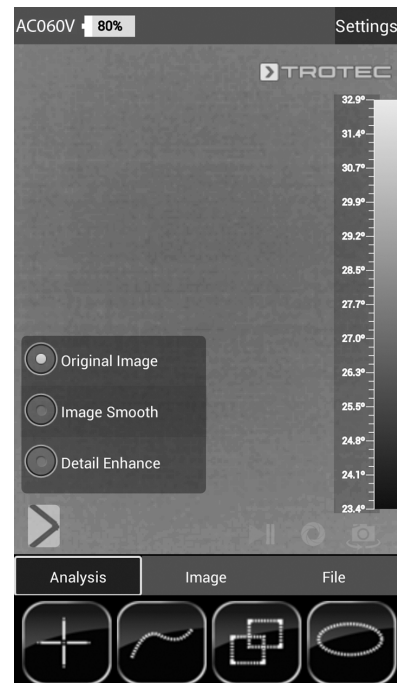 AC060V 80% Settings
TROTEC
32.9°
31.4°
30.7°
29.9°
29.2°
28.5°
27.7°
27.0°
Original Image
26.3°
25.5°
Image Smooth
24.8°
Detail Enhance
24.1°
23.4°
Analysis Image File